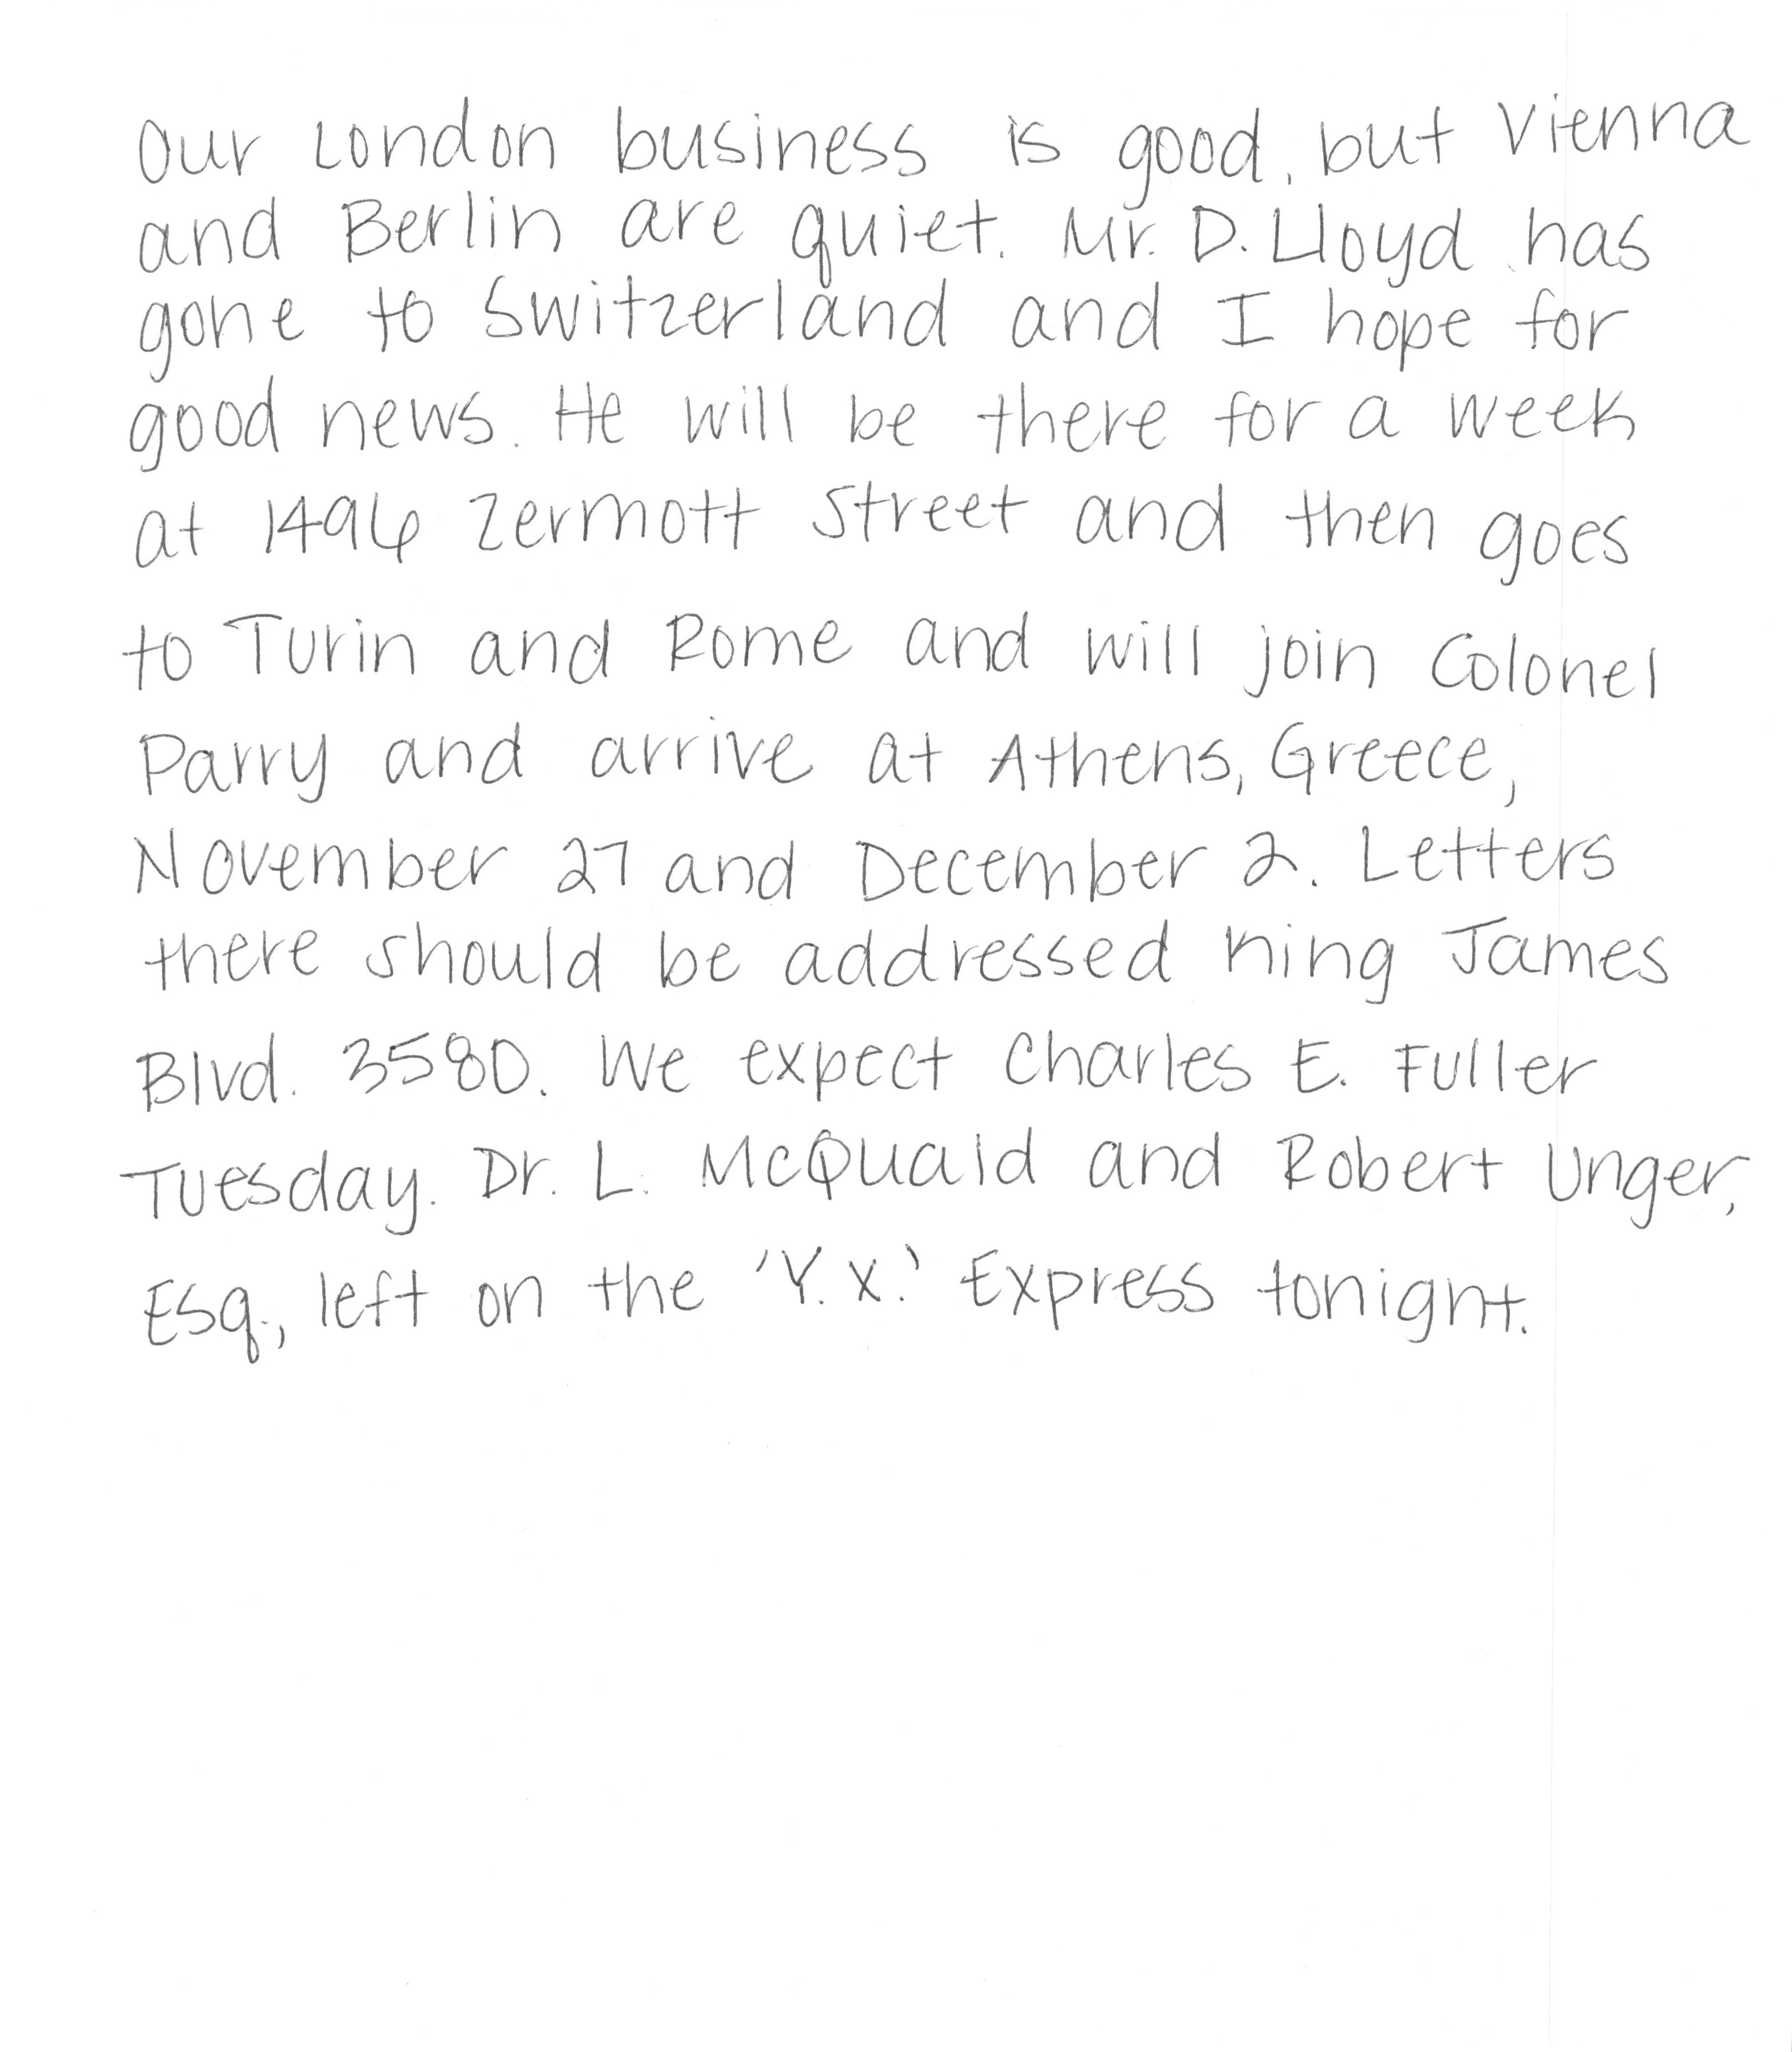 Our London business is good, but Vienna
and Berlin are quiet. Mr. D. Lloyd has
gone to Switzerland and I hope for
good news. He will be there for a week
at 1496 Zermott Street and then goes
to Turin and Rome and will join Colonel
Parry and arrive at Athens, Greece,
November 27 and December 2. Letters
there should be addressed King James
Blvd. 3580. We expect Charles E. Fuller
Tuesday. Dr. L. McQuaid and Robert Unger,
Esq., left on the 'Y.X.' Express tonight.